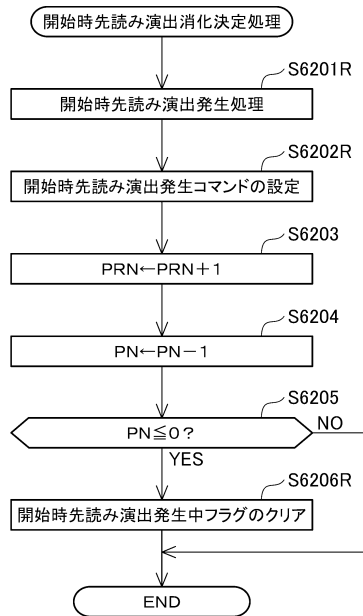 開始時先読み演出消化決定処理
S6201R
開始時先読み演出発生処理
S6202R
開始時先読み演出発生コマンドの設定
S6203
PRN←PRN+1
S6204
PN←PN−1
S6205
PN≦0?
NO
YES
S6206R
開始時先読み演出発生中フラグのクリア
END